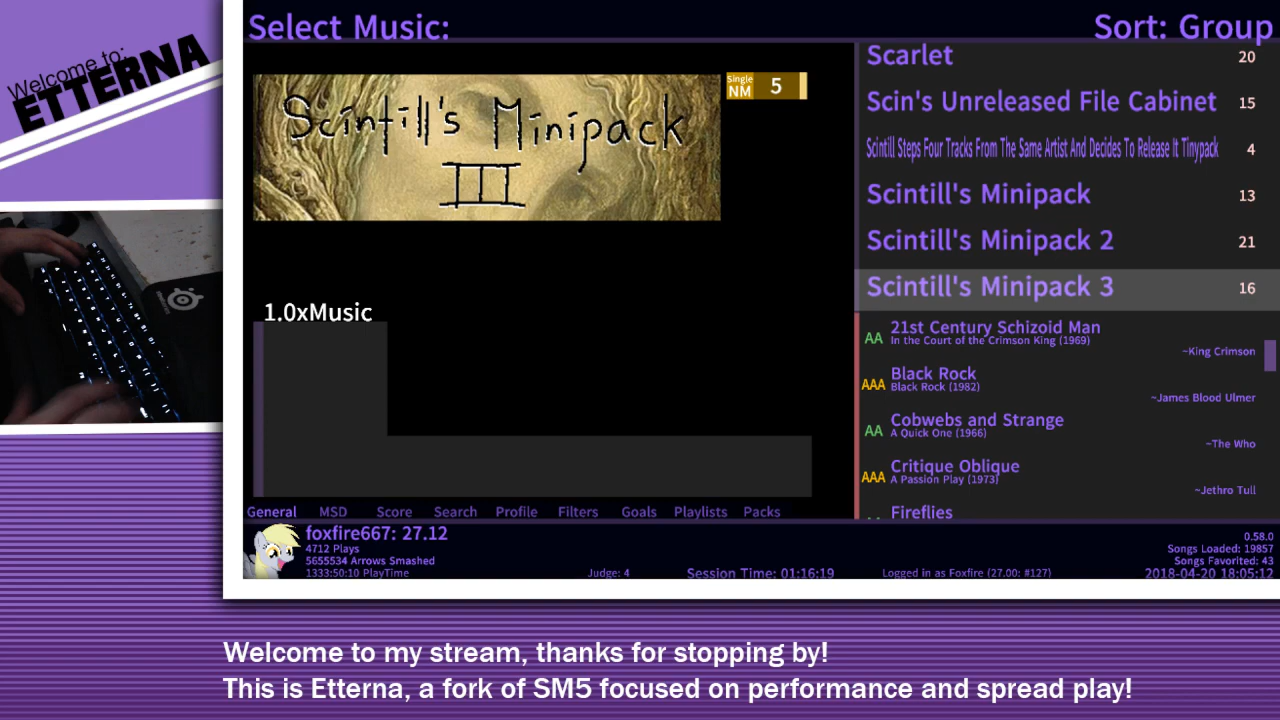 Welcome to:
ETTERNA
Select Music:
Sort: Group
Scintill's Minipack
III
Single
NM
5
1.0xMusic
Scarlet 20
Scin's Unreleased File Cabinet 15
Scintill Steps Four Tracks From The Same Artist And Decides To Release It Tinypack 4
Scintill's Minipack 13
Scintill's Minipack 2 21
Scintill's Minipack 3 16
AA 21st Century Schizoid Man
In the Court of the Crimson King (1969)
~King Crimson
AAA Black Rock
Black Rock (1982)
~James Blood Ulmer
AA Cobwebs and Strange
A Quick One (1966)
~The Who
AAA Critique Oblique
A Passion Play (1973)
~Jethro Tull
Fireflies
General MSD Score Search Profile Filters Goals Playlists Packs
foxfire667: 27.12
4712 Plays
5655534 Arrows Smashed
1333:50:10 PlayTime
Judge: 4
Session Time: 01:16:19
Logged in as Foxfire (27.00: #127)
0.58.0
Songs Loaded: 19857
Songs Favorited: 43
2018-04-20 18:05:12
Welcome to my stream, thanks for stopping by!
This is Etterna, a fork of SM5 focused on performance and spread play!